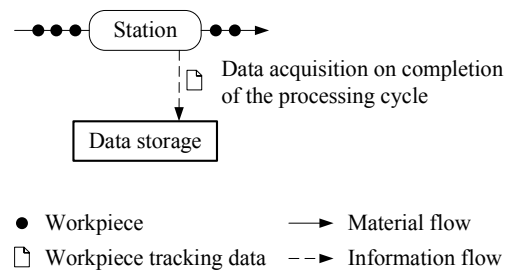 Station
Data acquisition on completion
of the processing cycle
Data storage
Workpiece
Material flow
Workpiece tracking data
Information flow